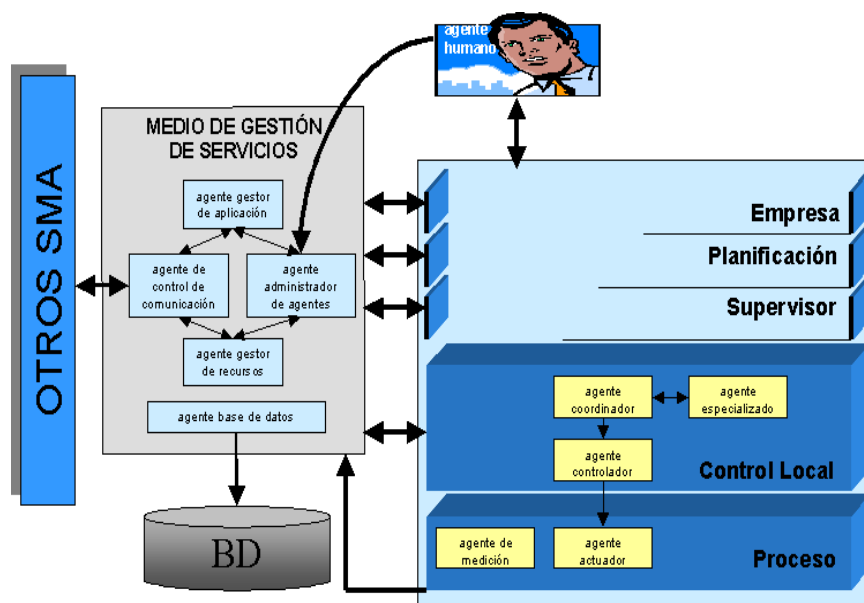 agente
humano
OTROS SMA
MEDIO DE GESTIÓN
DE SERVICIOS
agente gestor
de aplicación
agente de
control de
comunicación
agente
administrador
de agentes
agente gestor
de recursos
agente base de datos
BD
Empresa
Planificación
Supervisor
agente
coordinador
agente
especializado
agente
controlador
Control Local
agente de
medición
agente
actuador
Proceso